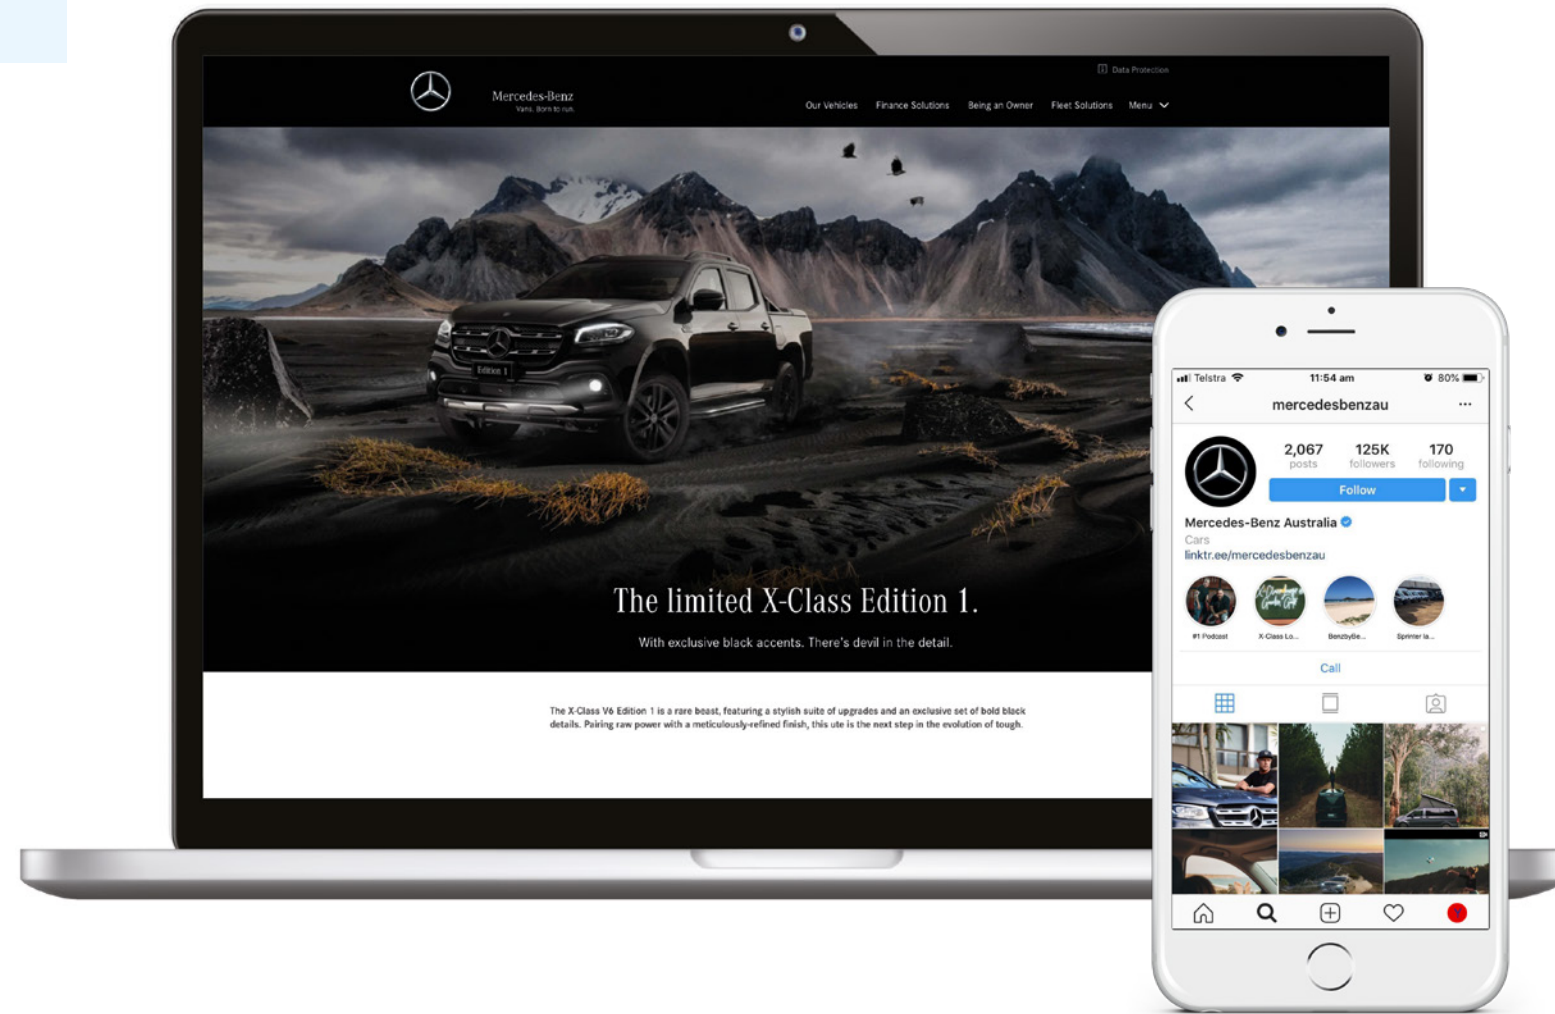 Data Protection
Mercedes-Benz
Vans. Born to run.
Our Vehicles Finance Solutions Being an Owner Fleet Solutions Menu
Edition 1
The limited X-Class Edition 1.
With exclusive black accents. There's devil in the detail.
The X-Class V6 Edition 1 is a rare beast, featuring a stylish suite of upgrades and an exclusive set of bold black
details. Pairing raw power with a meticulously-refined finish, this ute is the next step in the evolution of tough.
Telstra 11:54 am 80%
mercedesbenzau
2,067 125K 170
posts followers following
Follow
Mercedes-Benz Australia
Cars
linktr.ee/mercedesbenzau
#1 Podcast X-Class Lo... BenzbyBe... Sprinter la...
Call